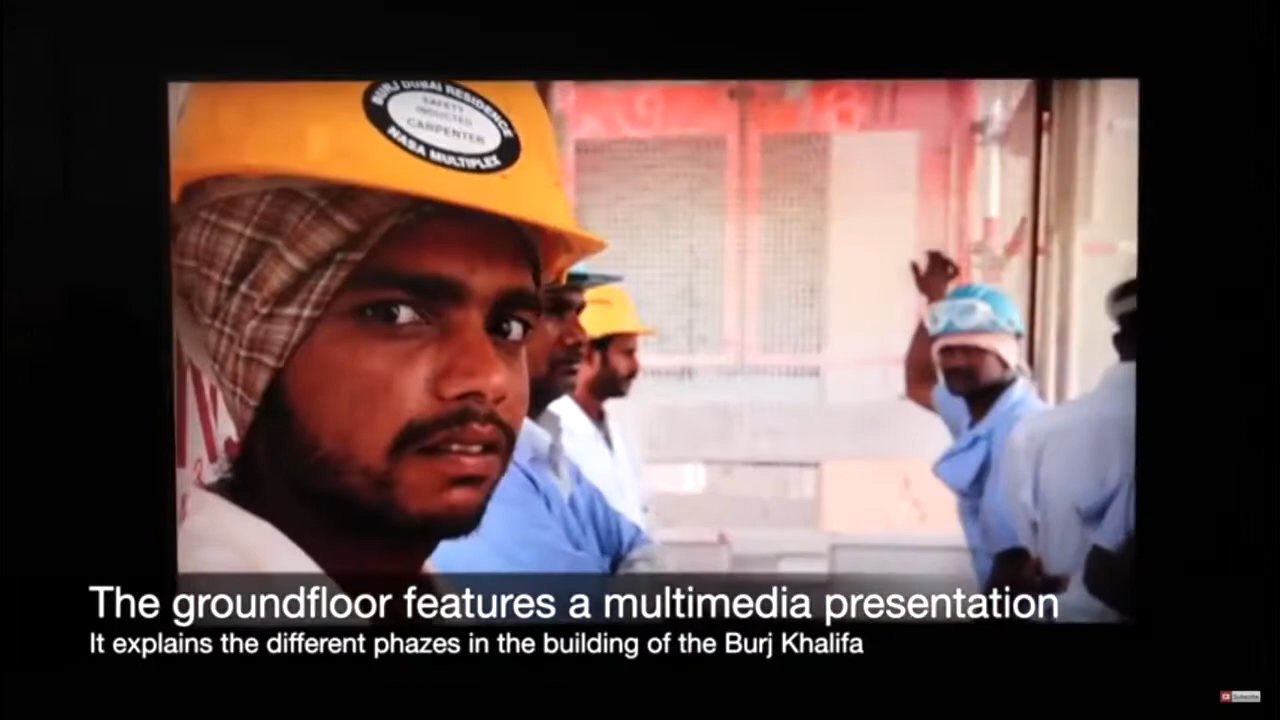 BURJ DUBAI RESIDENCE
SAFETY
INDUCTED
CARPENTER
NASA MULTIPLEX
The groundfloor features a multimedia presentation
It explains the different phazes in the building of the Burj Khalifa
Subscribe